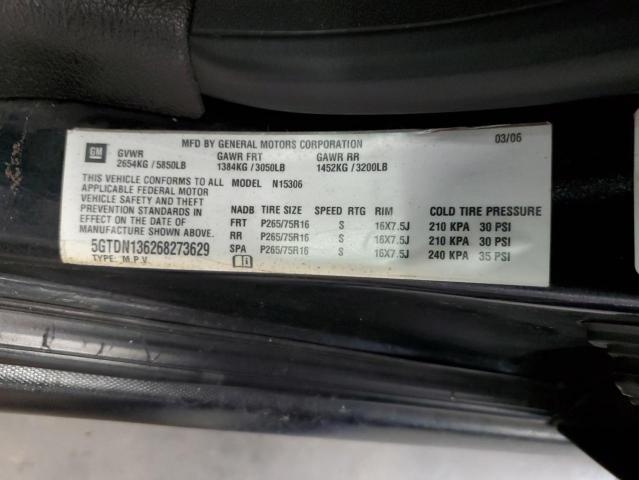 MFD BY GENERAL MOTORS CORPORATION 03/06
GM GVWR GAWR FRT GAWR RR
2654KG / 5850LB 1384KG / 3050LB 1452KG / 3200LB
THIS VEHICLE CONFORMS TO ALL MODEL N15306
APPLICABLE FEDERAL MOTOR
VEHICLE SAFETY AND THEFT
PREVENTION STANDARDS IN
EFFECT ON THE DATE OF
MANUFACTURE SHOWN ABOVE.
5GTDN136268273629
TYPE: M.P.V.
NADB TIRE SIZE SPEED RTG RIM COLD TIRE PRESSURE
FRT P265/75R16 S 16X7.5J 210 KPA 30 PSI
RR P265/75R16 S 16X7.5J 210 KPA 30 PSI
SPA P265/75R16 S 16X7.5J 240 KPA 35 PSI